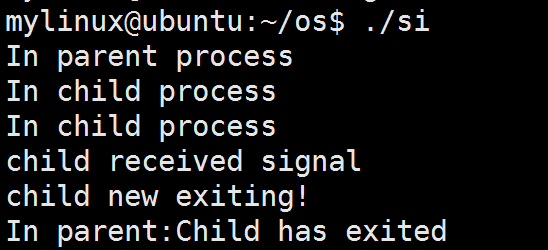 mylinux@ubuntu:~/os$ ./si
In parent process
In child process
In child process
child received signal
child new exiting!
In parent:Child has exited